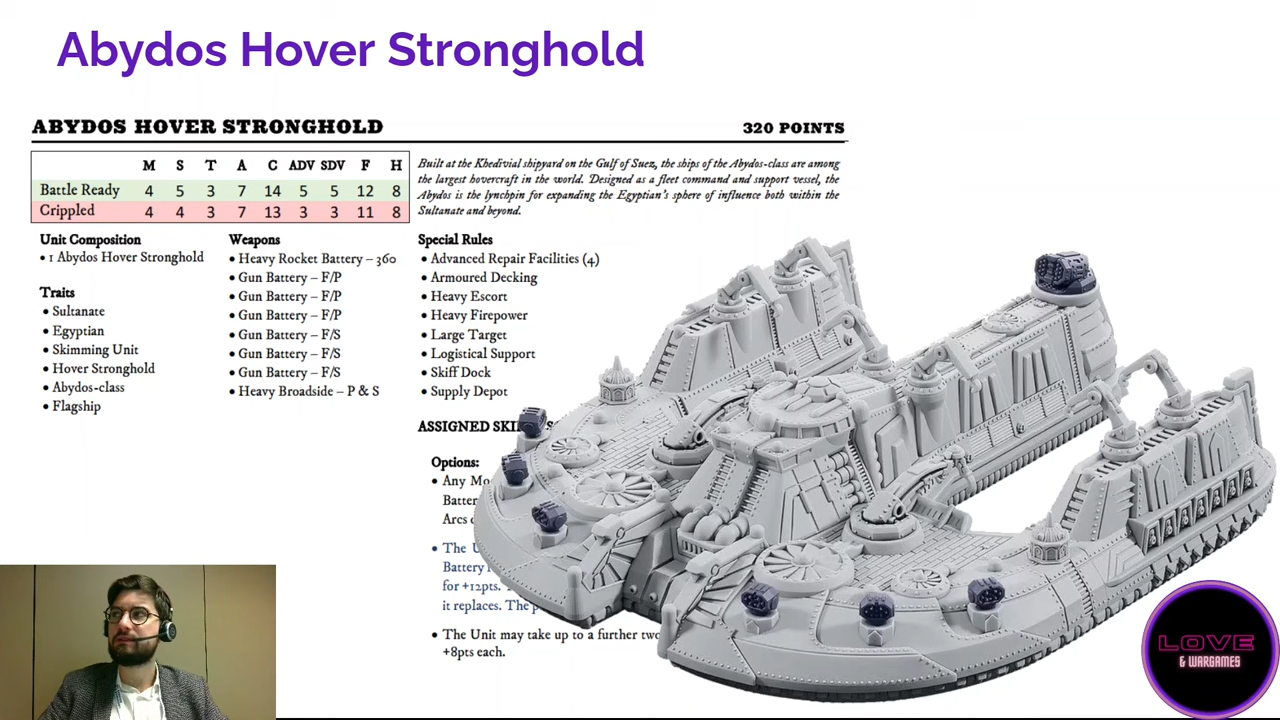 Abydos Hover Stronghold
ABYDOS HOVER STRONGHOLD
320 POINTS
M S T A C ADV SDV F H
Battle Ready 4 5 3 7 14 5 5 12 8
Crippled 4 4 3 7 13 3 3 11 8
Built at the Khedivial shipyard on the Gulf of Suez, the ships of the Abydos-class are among
the largest hovercraft in the world. Designed as a fleet command and support vessel, the
Abydos is the lynchpin for expanding the Egyptian's sphere of influence both within the
Sultanate and beyond.
Unit Composition
• 1 Abydos Hover Stronghold
Traits
• Sultanate
• Egyptian
• Skimming Unit
• Hover Stronghold
• Abydos-class
• Flagship
Weapons
• Heavy Rocket Battery – 360
• Gun Battery – F/P
• Gun Battery – F/P
• Gun Battery – F/P
• Gun Battery – F/S
• Gun Battery – F/S
• Gun Battery – F/S
• Heavy Broadside – P & S
Special Rules
• Advanced Repair Facilities (4)
• Armoured Decking
• Heavy Escort
• Heavy Firepower
• Large Target
• Logistical Support
• Skiff Dock
• Supply Depot
ASSIGNED
Options:
• Any
Batter
Arcs
• The
Battery
for +12pts.
it replaces. The
• The Unit may take up to a further two
+8pts each.
LOVE
& WARGAMES